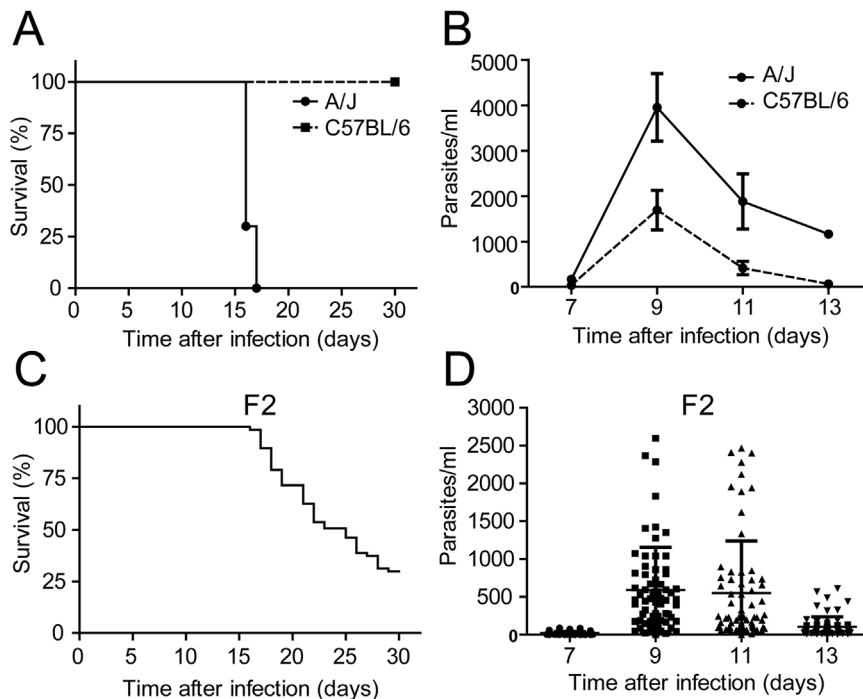 A
Survival (%)
100
75
50
25
0
0 5 10 15 20 25 30
Time after infection (days)
A/J
C57BL/6
B
Parasites/ml
5000
4000
3000
2000
1000
0
7 9 11 13
Time after infection (days)
A/J
C57BL/6
C
F2
Survival (%)
100
75
50
25
0
0 5 10 15 20 25 30
Time after infection (days)
D
F2
Parasites/ml
3000
2500
2000
1500
1000
500
0
7 9 11 13
Time after infection (days)